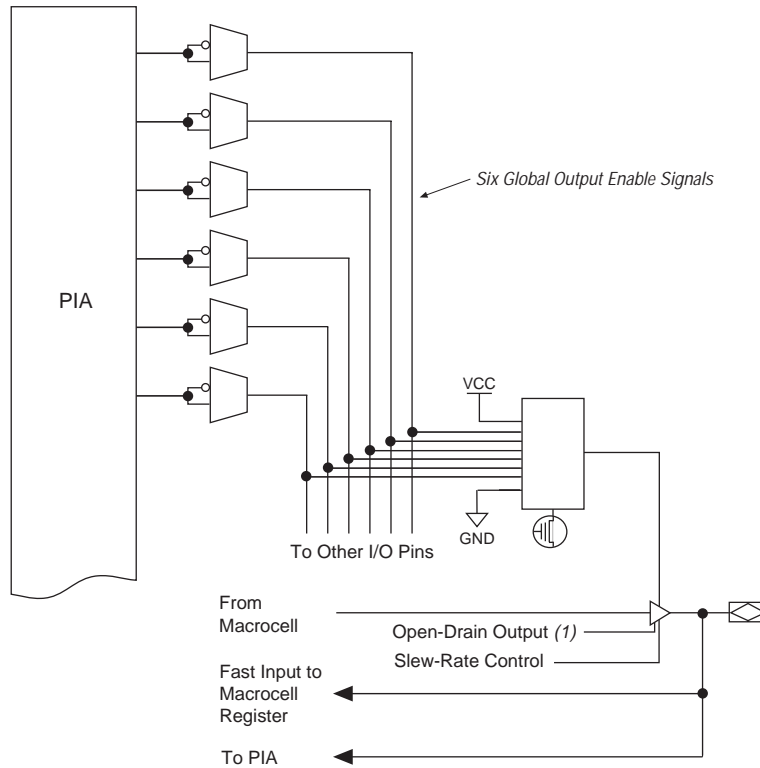 Six Global Output Enable Signals
PIA
VCC
GND
To Other I/O Pins
From
Macrocell
Open-Drain Output (1)
Slew-Rate Control
Fast Input to
Macrocell
Register
To PIA